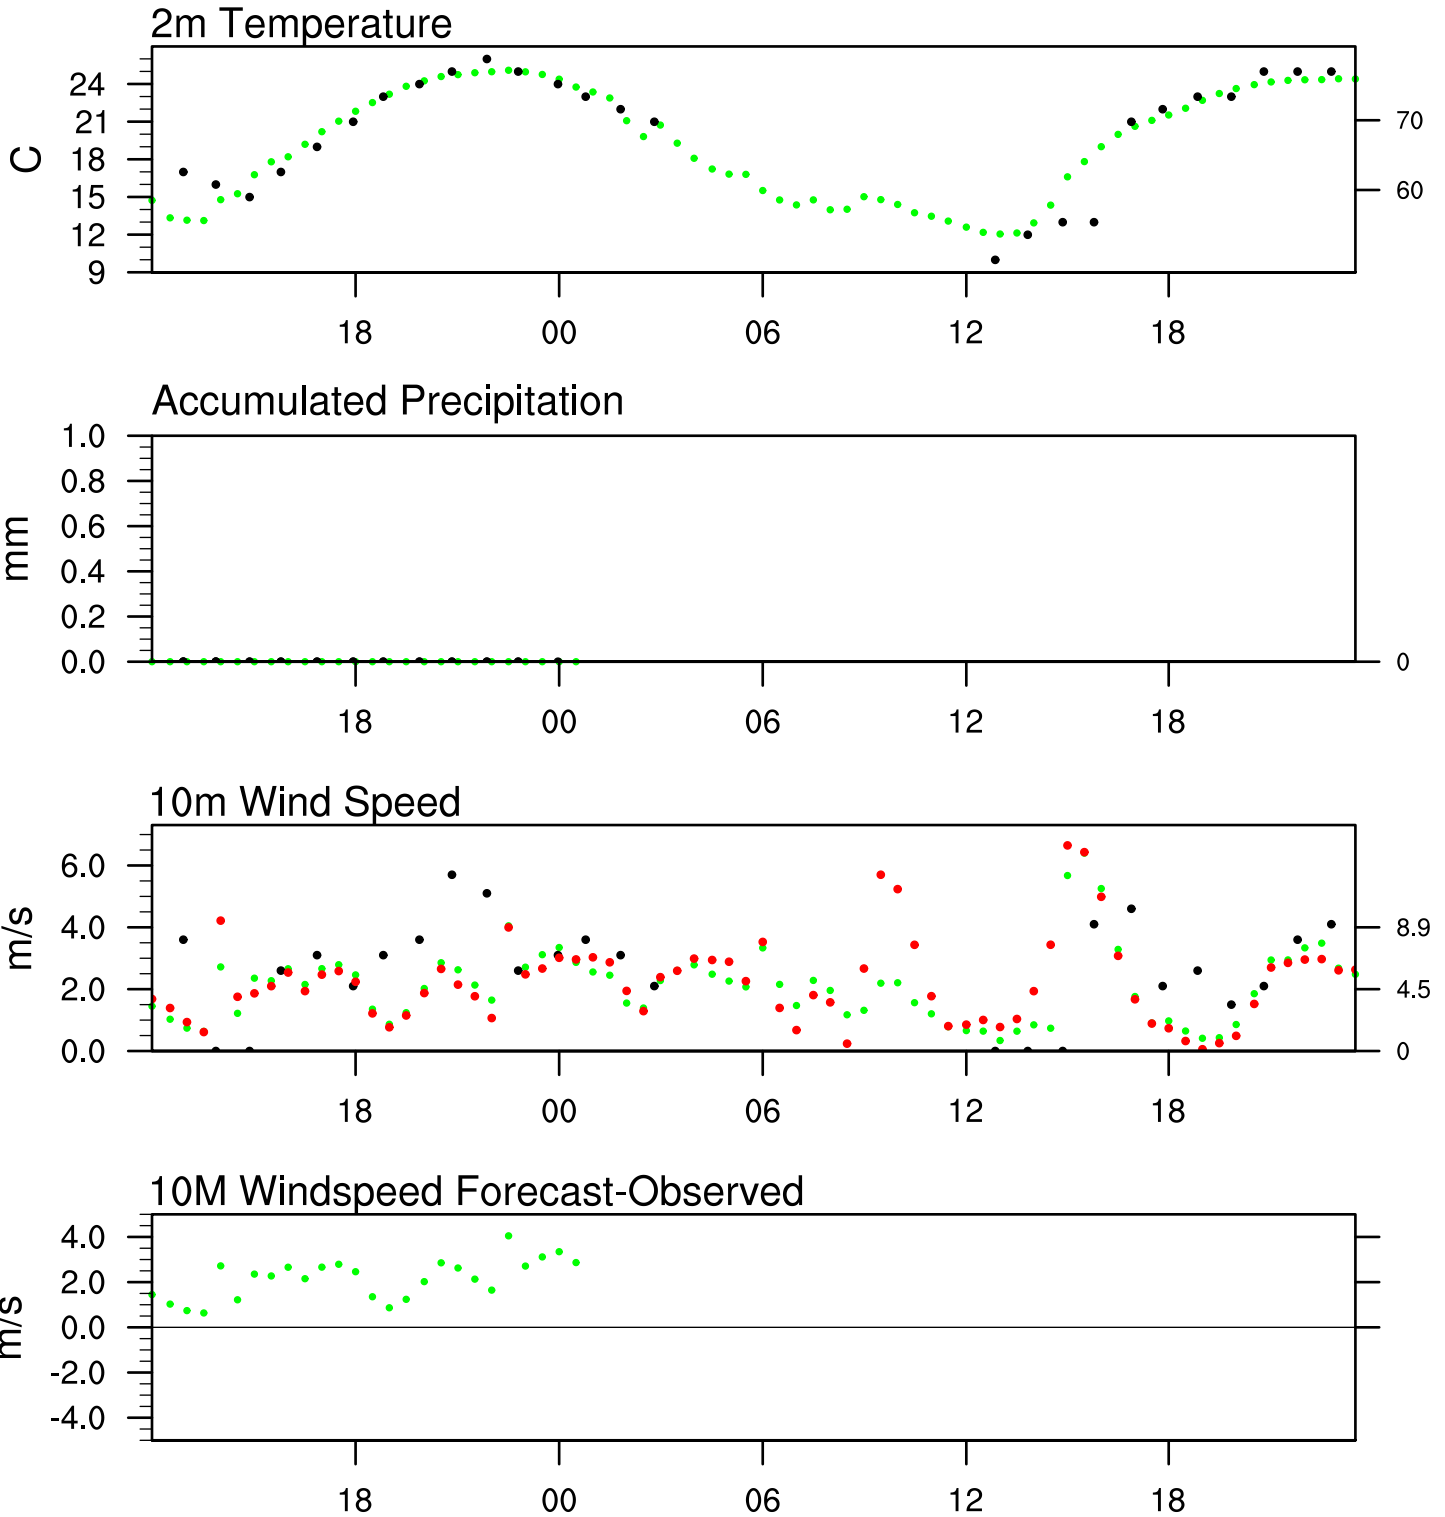 2m Temperature
24
21
18
15
12
9
C
70
60
18 00 06 12 18
Accumulated Precipitation
1.0
0.8
0.6
0.4
0.2
0.0
mm
0
18 00 06 12 18
10m Wind Speed
6.0
4.0
2.0
0.0
m/s
8.9
4.5
0
18 00 06 12 18
10M Windspeed Forecast-Observed
4.0
2.0
0.0
-2.0
-4.0
m/s
18 00 06 12 18